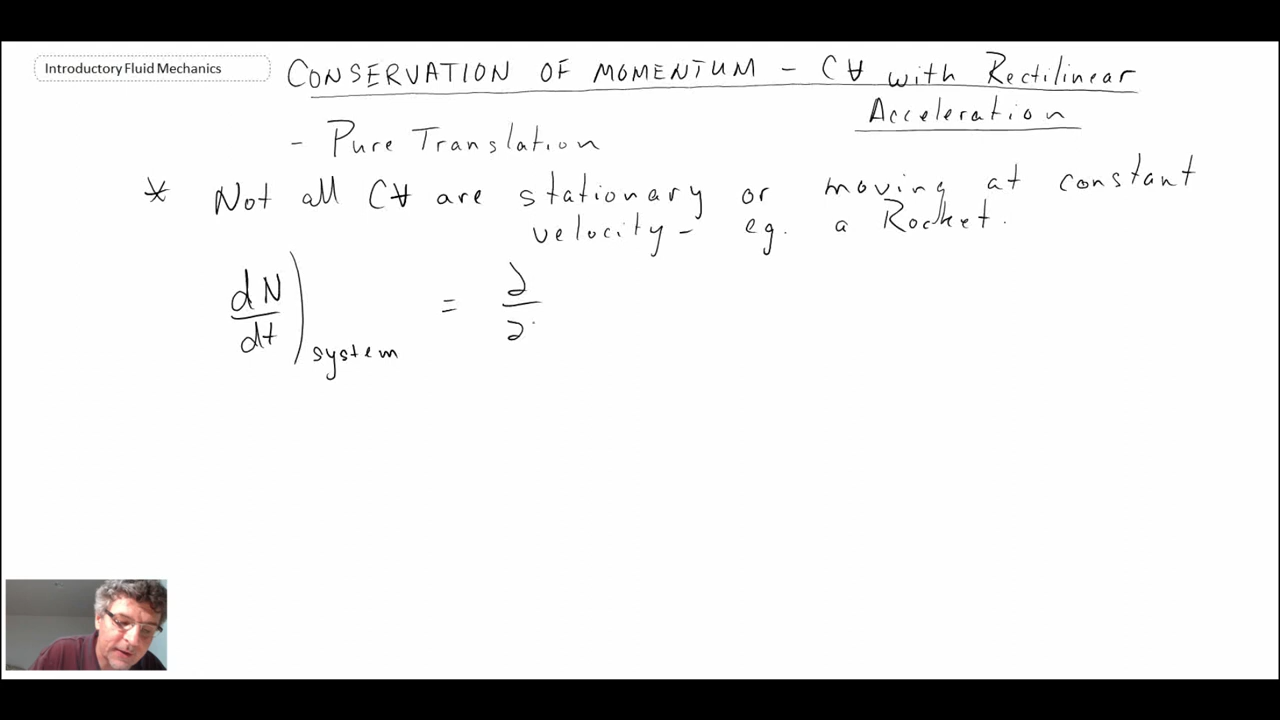 Introductory Fluid Mechanics
CONSERVATION OF MOMENTUM - C∀ with Rectilinear
Acceleration
- Pure Translation
* Not all C∀ are stationary or moving at constant
velocity - eg. a Rocket.
dN/dt)system = ∂/∂